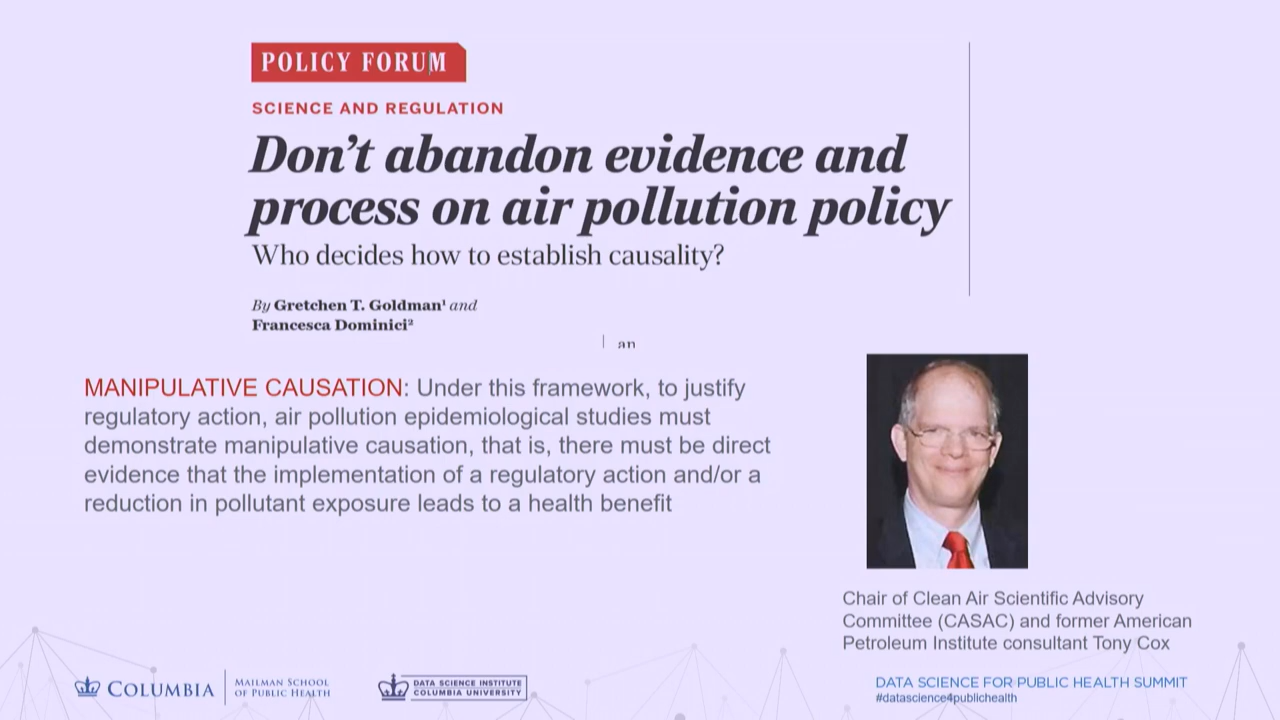 POLICY FORUM
SCIENCE AND REGULATION
Don't abandon evidence and
process on air pollution policy
Who decides how to establish causality?
By Gretchen T. Goldman¹ and
Francesca Dominici²
an
MANIPULATIVE CAUSATION: Under this framework, to justify
regulatory action, air pollution epidemiological studies must
demonstrate manipulative causation, that is, there must be direct
evidence that the implementation of a regulatory action and/or a
reduction in pollutant exposure leads to a health benefit
Chair of Clean Air Scientific Advisory
Committee (CASAC) and former American
Petroleum Institute consultant Tony Cox
COLUMBIA
MAILMAN SCHOOL
OF PUBLIC HEALTH
DATA SCIENCE INSTITUTE
COLUMBIA UNIVERSITY
DATA SCIENCE FOR PUBLIC HEALTH SUMMIT
#datascience4publichealth